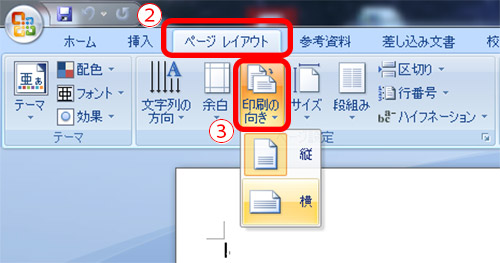 ②
ホーム 挿入 ページ レイアウト 参考資料 差し込み文書 校
亜 配色 区切り
亜 フォント 行番号
テーマ 効果 文字列の方向 余白 印刷の向き サイズ 段組み bc ハイフネーション
テーマ ③ 定
縦
横